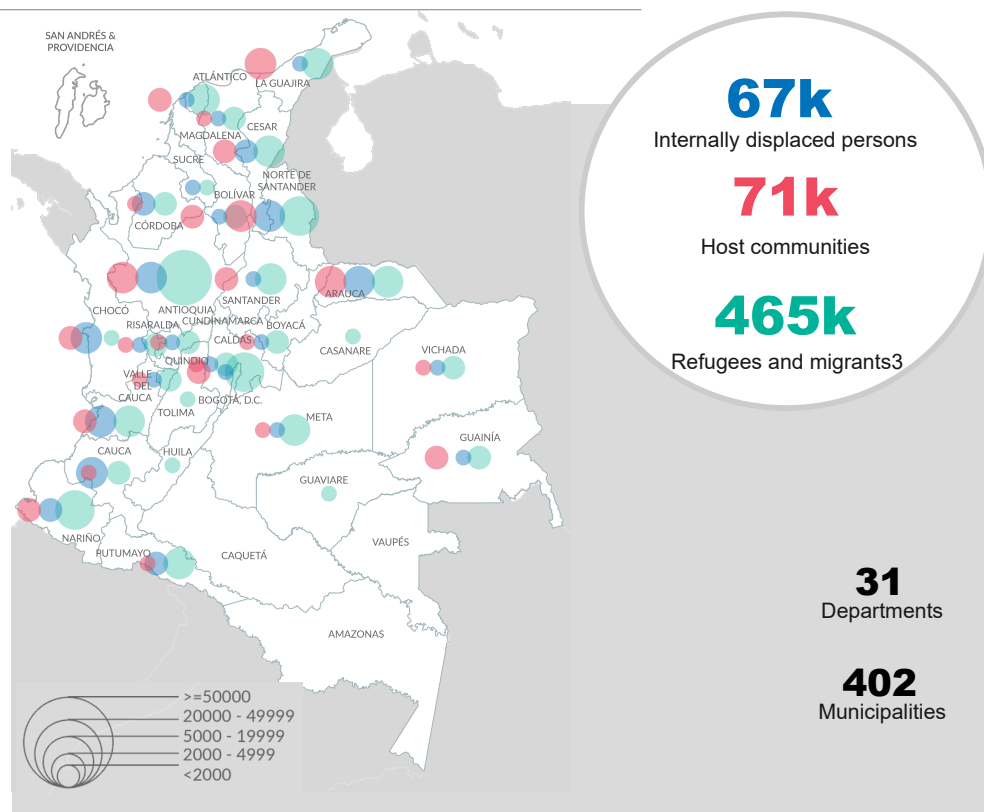 SAN ANDRÉS &
PROVIDENCIA
ATLÁNTICO
LA GUAJIRA
MAGDALENA
CESAR
SUCRE
NORTE DE
SANTANDER
BOLÍVAR
CÓRDOBA
ARAUCA
SANTANDER
CHOCÓ
ANTIOQUIA
RISARALDA
CUNDINAMARCA
BOYACÁ
CALDAS
CASANARE
VICHADA
QUINDIO
VALLE
DEL
CAUCA
BOGOTÁ, D.C.
TOLIMA
META
GUAINÍA
CAUCA
HUILA
GUAVIARE
NARIÑO
PUTUMAYO
CAQUETÁ
VAUPÉS
AMAZONAS
>=50000
20000 - 49999
5000 - 19999
2000 - 4999
<2000
67k
Internally displaced persons
71k
Host communities
465k
Refugees and migrants3
31
Departments
402
Municipalities